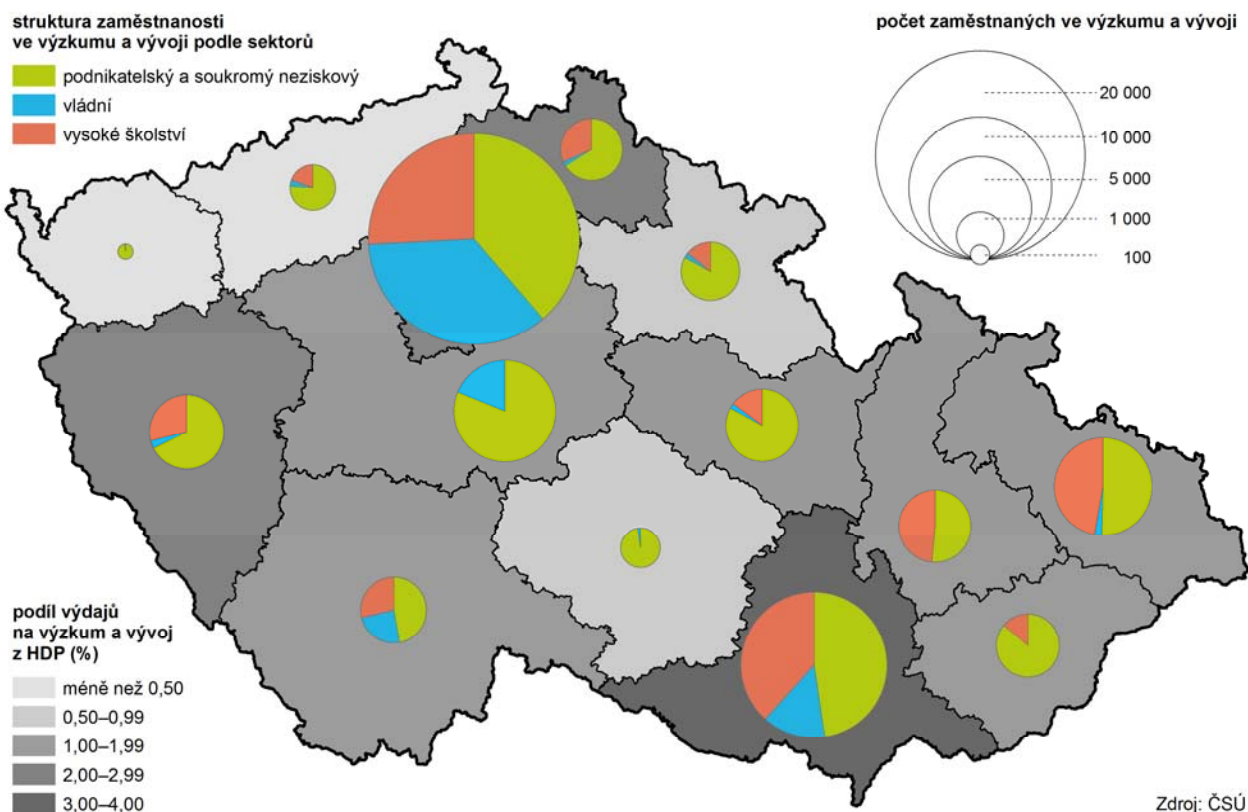 struktura zaměstnanosti
ve výzkumu a vývoji podle sektorů
podnikatelský a soukromý neziskový
vládní
vysoké školství
počet zaměstnaných ve výzkumu a vývoji
20 000
10 000
5 000
1 000
100
podíl výdajů
na výzkum a vývoj
z HDP (%)
méně než 0,50
0,50–0,99
1,00–1,99
2,00–2,99
3,00–4,00
Zdroj: ČSÚ